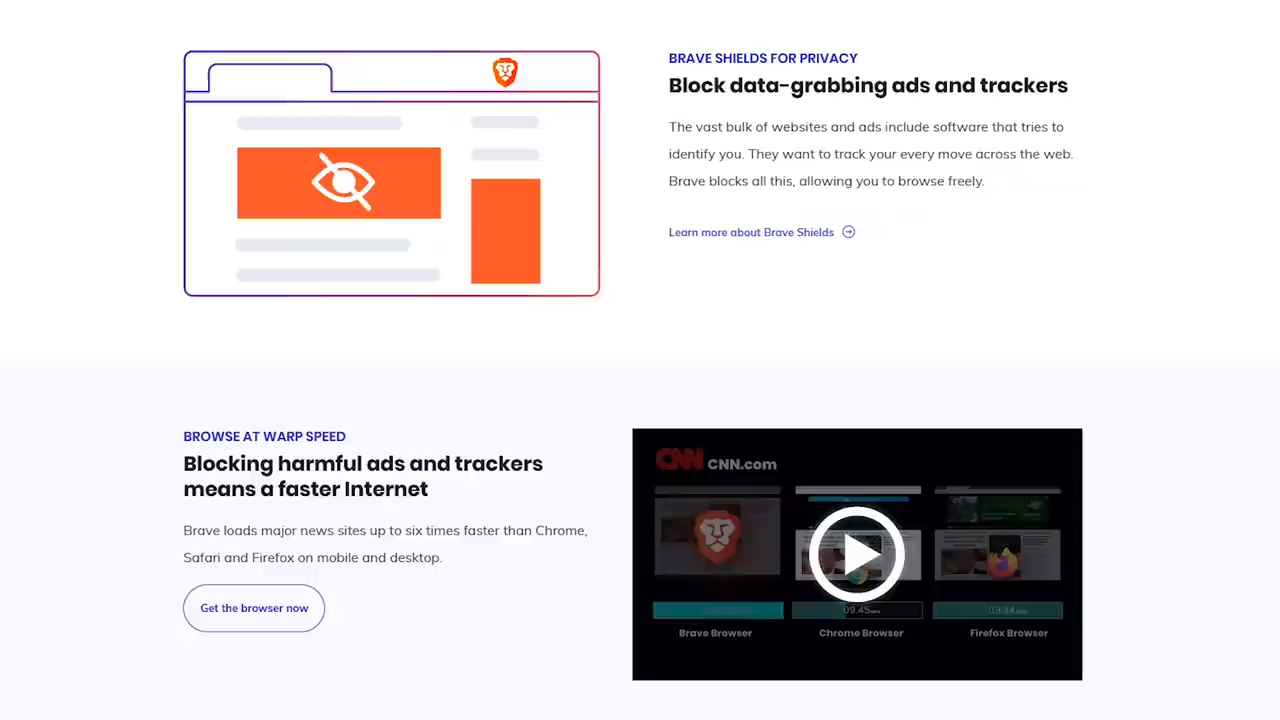 BRAVE SHIELDS FOR PRIVACY
Block data-grabbing ads and trackers
The vast bulk of websites and ads include software that tries to
identify you. They want to track your every move across the web.
Brave blocks all this, allowing you to browse freely.
Learn more about Brave Shields
BROWSE AT WARP SPEED
Blocking harmful ads and trackers
means a faster Internet
Brave loads major news sites up to six times faster than Chrome,
Safari and Firefox on mobile and desktop.
Get the browser now
CNN CNN.com
09.45
Brave Browser
Chrome Browser
Firefox Browser